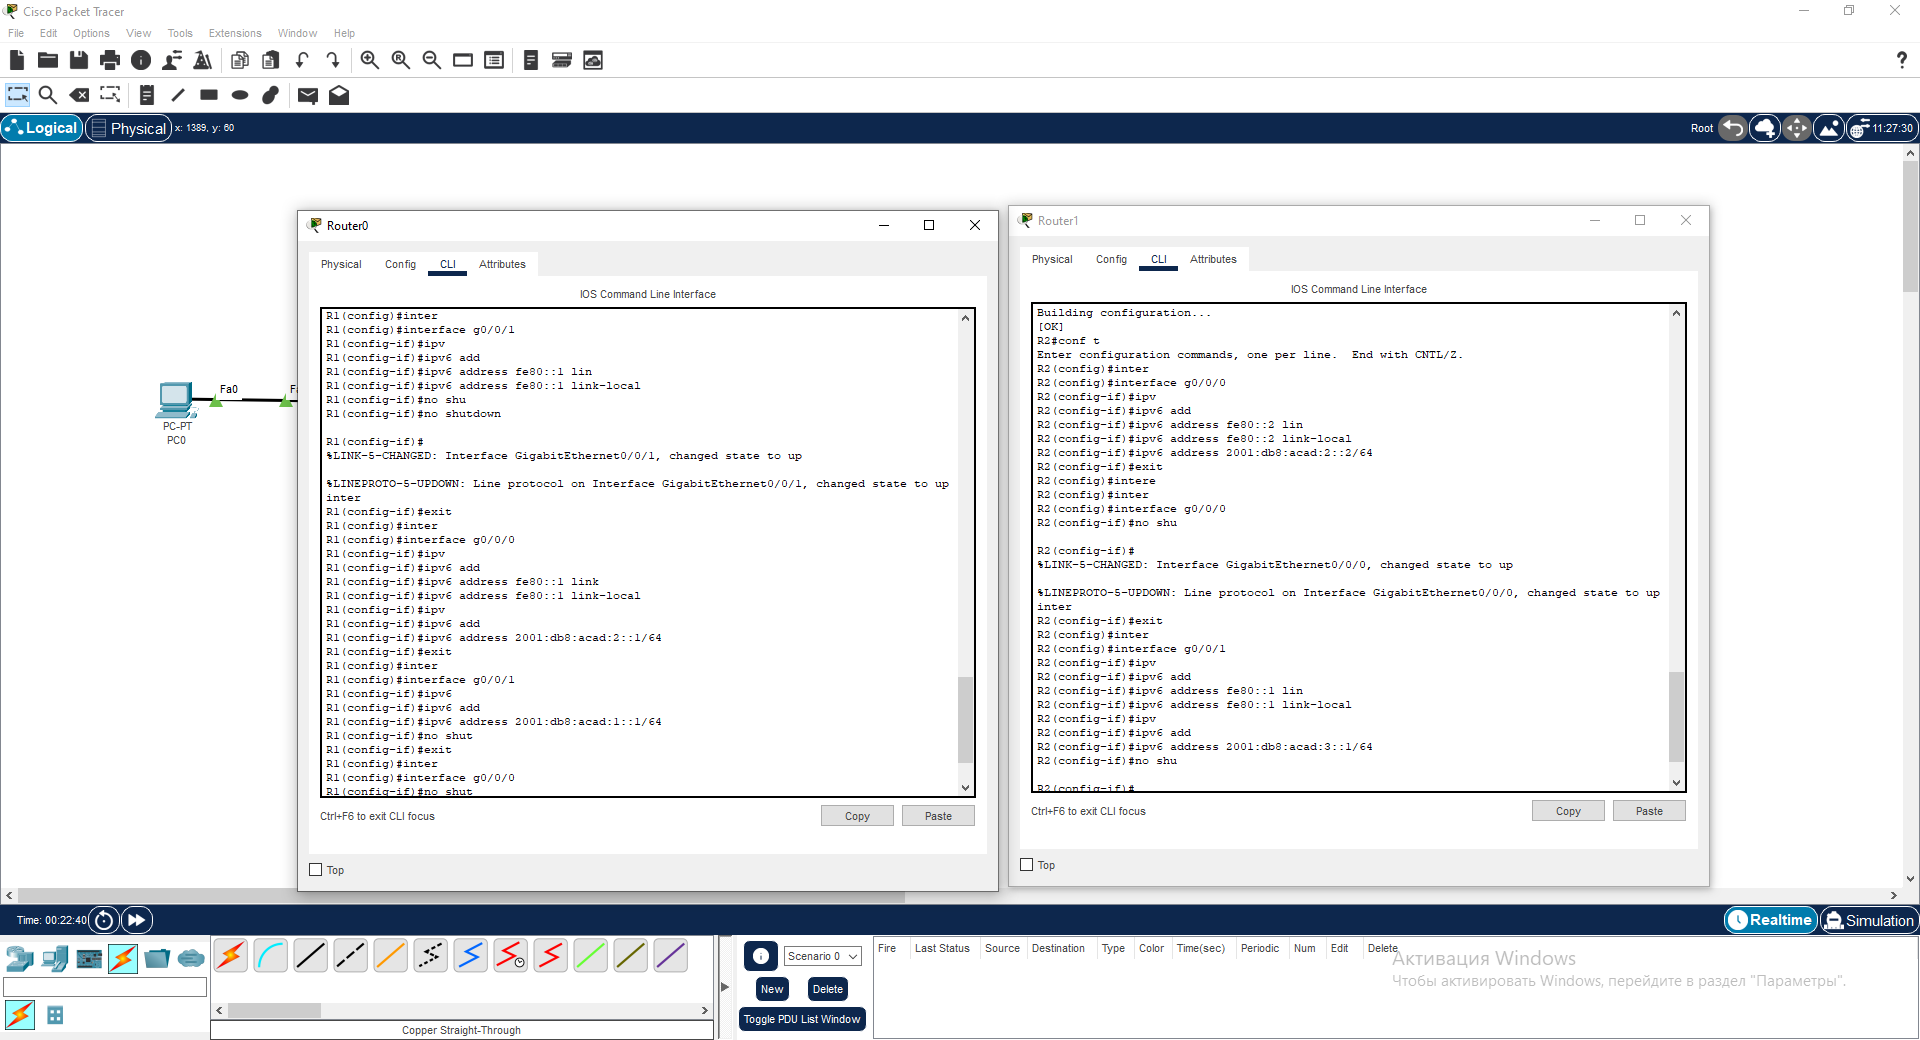 Cisco Packet Tracer
File Edit Options View Tools Extensions Window Help
Logical Physical x: 1389, y: 60
Root 11:27:30
PC-PT
PC0
Fa0
Router0
Physical Config CLI Attributes
IOS Command Line Interface
R1(config)#inter
R1(config)#interface g0/0/1
R1(config-if)#ipv
R1(config-if)#ipv6 add
R1(config-if)#ipv6 address fe80::1 lin
R1(config-if)#ipv6 address fe80::1 link-local
R1(config-if)#no shu
R1(config-if)#no shutdown
R1(config-if)#
%LINK-5-CHANGED: Interface GigabitEthernet0/0/1, changed state to up
%LINEPROTO-5-UPDOWN: Line protocol on Interface GigabitEthernet0/0/1, changed state to up
inter
R1(config-if)#exit
R1(config)#inter
R1(config)#interface g0/0/0
R1(config-if)#ipv
R1(config-if)#ipv6 add
R1(config-if)#ipv6 address fe80::1 link
R1(config-if)#ipv6 address fe80::1 link-local
R1(config-if)#ipv
R1(config-if)#ipv6 add
R1(config-if)#ipv6 address 2001:db8:acad:2::1/64
R1(config-if)#exit
R1(config)#inter
R1(config)#interface g0/0/1
R1(config-if)#ipv6
R1(config-if)#ipv6 add
R1(config-if)#ipv6 address 2001:db8:acad:1::1/64
R1(config-if)#no shut
R1(config-if)#exit
R1(config)#inter
R1(config)#interface g0/0/0
R1(config-if)#no shut
Ctrl+F6 to exit CLI focus
Copy Paste
Top
Router1
Physical Config CLI Attributes
IOS Command Line Interface
Building configuration...
[OK]
R2#conf t
Enter configuration commands, one per line.  End with CNTL/Z.
R2(config)#inter
R2(config)#interface g0/0/0
R2(config-if)#ipv
R2(config-if)#ipv6 add
R2(config-if)#ipv6 address fe80::2 lin
R2(config-if)#ipv6 address fe80::2 link-local
R2(config-if)#ipv6 address 2001:db8:acad:2::2/64
R2(config-if)#exit
R2(config)#intere
R2(config)#inter
R2(config)#interface g0/0/0
R2(config-if)#no shu
R2(config-if)#
%LINK-5-CHANGED: Interface GigabitEthernet0/0/0, changed state to up
%LINEPROTO-5-UPDOWN: Line protocol on Interface GigabitEthernet0/0/0, changed state to up
inter
R2(config-if)#exit
R2(config)#inter
R2(config)#interface g0/0/1
R2(config-if)#ipv
R2(config-if)#ipv6 add
R2(config-if)#ipv6 address fe80::1 lin
R2(config-if)#ipv6 address fe80::1 link-local
R2(config-if)#ipv
R2(config-if)#ipv6 add
R2(config-if)#ipv6 address 2001:db8:acad:3::1/64
R2(config-if)#no shu
R2(config-if)#
Ctrl+F6 to exit CLI focus
Copy Paste
Top
Time: 00:22:40
Realtime Simulation
Copper Straight-Through
Scenario 0
New Delete
Toggle PDU List Window
Fire Last Status Source Destination Type Color Time(sec) Periodic Num Edit Delete
Активация Windows
Чтобы активировать Windows, перейдите в раздел "Параметры".